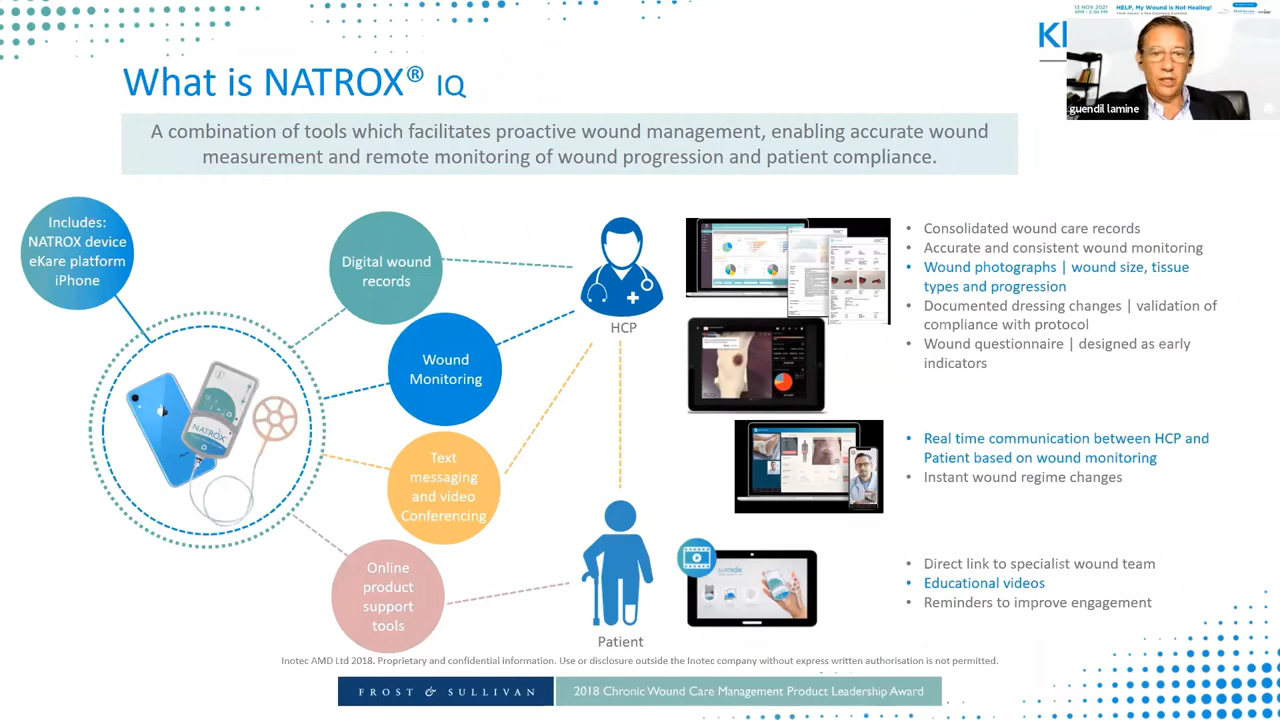 13 NOV 2021
HELP, My Wound is Not Healing!
Kl
guendil lamine
What is NATROX® IQ
A combination of tools which facilitates proactive wound management, enabling accurate wound
measurement and remote monitoring of wound progression and patient compliance.
Includes:
NATROX device
eKare platform
iPhone
Digital wound
records
Wound
Monitoring
Text
messaging
and video
Conferencing
Online
product
support
tools
NATROX
HCP
Patient
• Consolidated wound care records
• Accurate and consistent wound monitoring
• Wound photographs | wound size, tissue
types and progression
• Documented dressing changes | validation of
compliance with protocol
• Wound questionnaire | designed as early
indicators
• Real time communication between HCP and
Patient based on wound monitoring
• Instant wound regime changes
NATROX
• Direct link to specialist wound team
• Educational videos
• Reminders to improve engagement
Inotec AMD Ltd 2018. Proprietary and confidential information. Use or disclosure outside the Inotec company without express written authorisation is not permitted.
FROST & SULLIVAN
2018 Chronic Wound Care Management Product Leadership Award